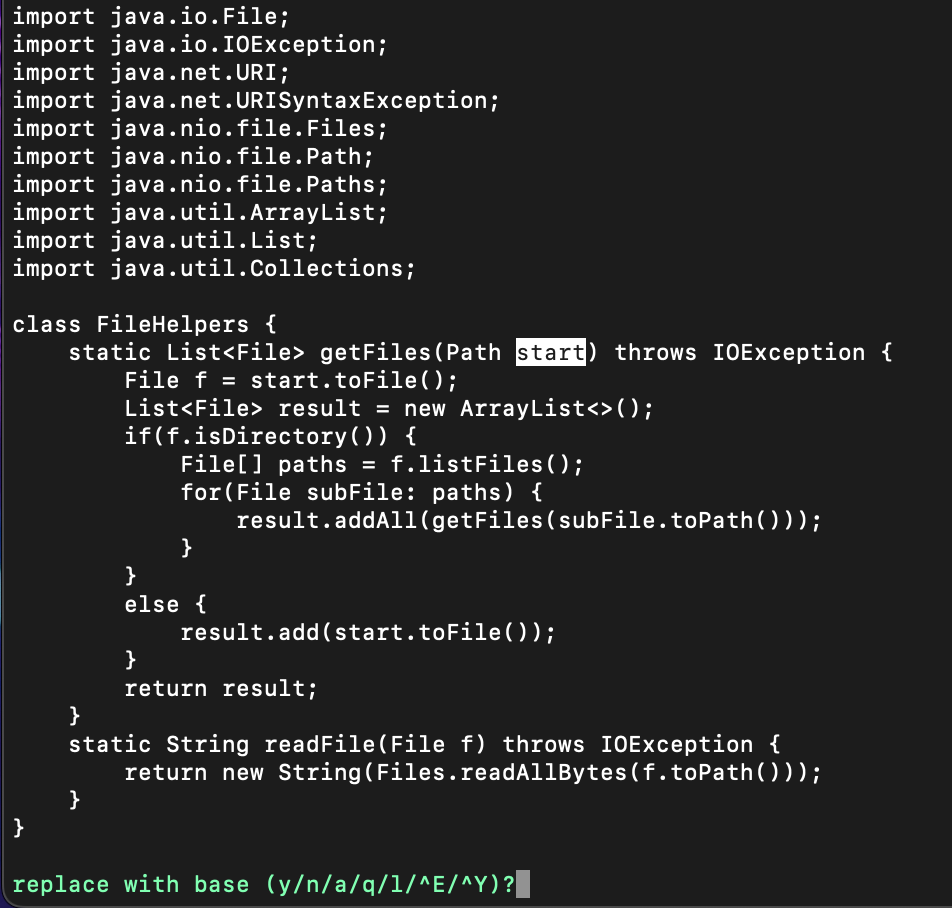 import java.io.File;
import java.io.IOException;
import java.net.URI;
import java.net.URISyntaxException;
import java.nio.file.Files;
import java.nio.file.Path;
import java.nio.file.Paths;
import java.util.ArrayList;
import java.util.List;
import java.util.Collections;

class FileHelpers {
    static List<File> getFiles(Path start) throws IOException {
        File f = start.toFile();
        List<File> result = new ArrayList<>();
        if(f.isDirectory()) {
            File[] paths = f.listFiles();
            for(File subFile: paths) {
                result.addAll(getFiles(subFile.toPath()));
            }
        }
        else {
            result.add(start.toFile());
        }
        return result;
    }
    static String readFile(File f) throws IOException {
        return new String(Files.readAllBytes(f.toPath()));
    }
}

replace with base (y/n/a/q/l/^E/^Y)?